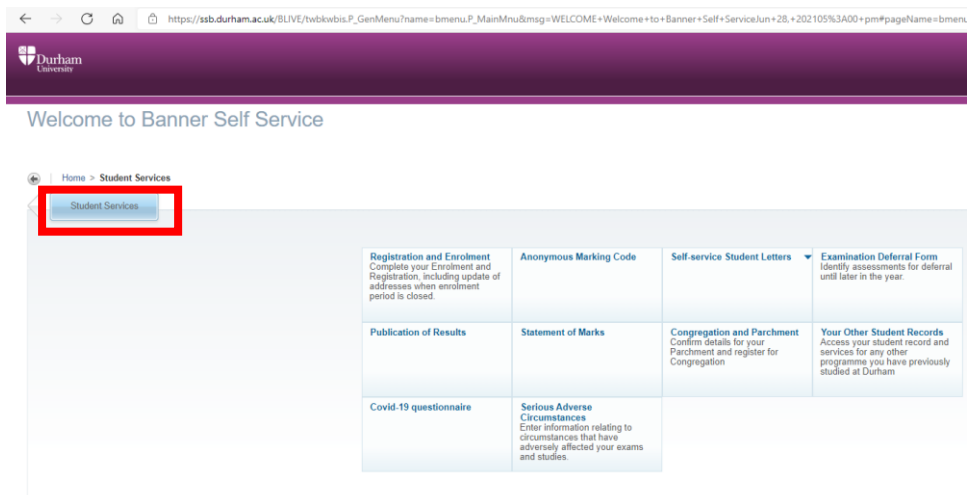 https://ssb.durham.ac.uk/BLIVE/twbkwbis.P_GenMenu?name=bmenu.P_MainMnu&msg=WELCOME+Welcome+to+Banner+Self+ServiceJun+28,+202105%3A00+pm#pageName=bmenu
Durham
University
Welcome to Banner Self Service
Home > Student Services
Student Services
Registration and Enrolment
Complete your Enrolment and
Registration, including update of
addresses when enrolment
period is closed.
Anonymous Marking Code
Self-service Student Letters
Examination Deferral Form
Identify assessments for deferral
until later in the year.
Publication of Results
Statement of Marks
Congregation and Parchment
Confirm details for your
Parchment and register for
Congregation
Your Other Student Records
Access your student record and
services for any other
programme you have previously
studied at Durham
Covid-19 questionnaire
Serious Adverse
Circumstances
Enter information relating to
circumstances that have
adversely affected your exams
and studies.